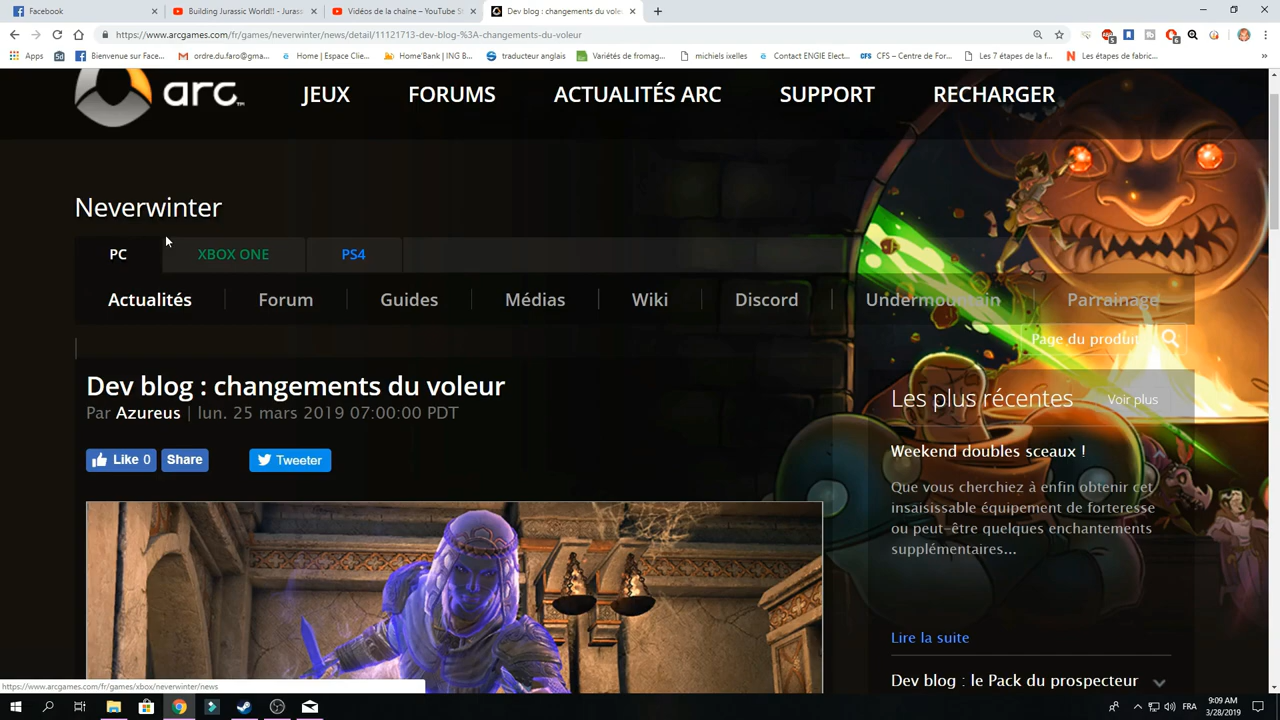 Facebook
Building Jurassic World!! - Jurass
Vidéos de la chaîne – YouTube S
Dev blog : changements du vole
https://www.arcgames.com/fr/games/neverwinter/news/detail/11121713-dev-blog-%3A-changements-du-voleur
Apps
Bienvenue sur Face...
ordre.du.faro@gma...
Home | Espace Clie...
Home'Bank | ING B...
traducteur anglais
Variétés de fromag...
michiels ixelles
Contact ENGIE Elect...
CFS – Centre de For...
Les 7 étapes de la f...
Les étapes de fabric...
arc
JEUX
FORUMS
ACTUALITÉS ARC
SUPPORT
RECHARGER
Neverwinter
PC
XBOX ONE
PS4
Actualités
Forum
Guides
Médias
Wiki
Discord
Undermountain
Parrainage
Page du produit
Dev blog : changements du voleur
Par Azureus | lun. 25 mars 2019 07:00:00 PDT
Like 0
Share
Tweeter
Les plus récentes
Voir plus
Weekend doubles sceaux !
Que vous cherchiez à enfin obtenir cet
insaisissable équipement de forteresse
ou peut-être quelques enchantements
supplémentaires...
Lire la suite
Dev blog : le Pack du prospecteur
https://www.arcgames.com/fr/games/xbox/neverwinter/news
FRA
9:09 AM
3/28/2019